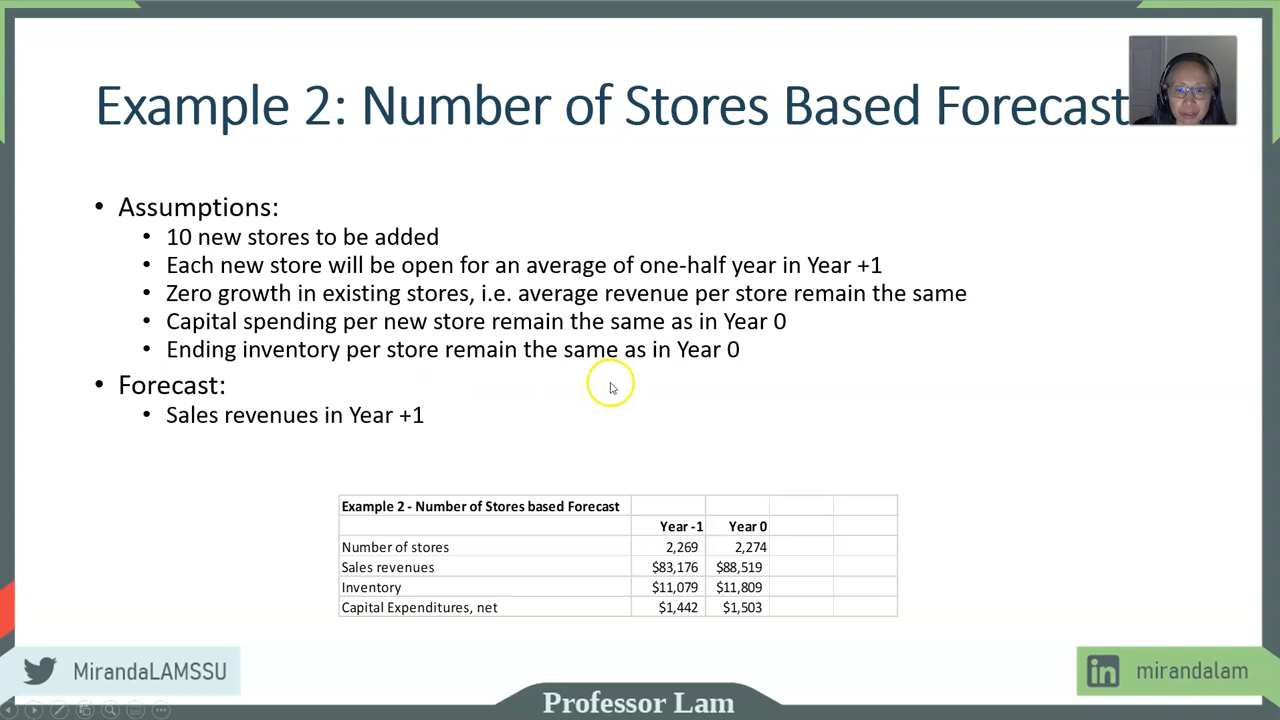 Example 2: Number of Stores Based Forecast
• Assumptions:
• 10 new stores to be added
• Each new store will be open for an average of one-half year in Year +1
• Zero growth in existing stores, i.e. average revenue per store remain the same
• Capital spending per new store remain the same as in Year 0
• Ending inventory per store remain the same as in Year 0
• Forecast:
• Sales revenues in Year +1
Example 2 - Number of Stores based Forecast
Year -1 Year 0
Number of stores 2,269 2,274
Sales revenues $83,176 $88,519
Inventory $11,079 $11,809
Capital Expenditures, net $1,442 $1,503
MirandaLAMSSU
in mirandalam
Professor Lam